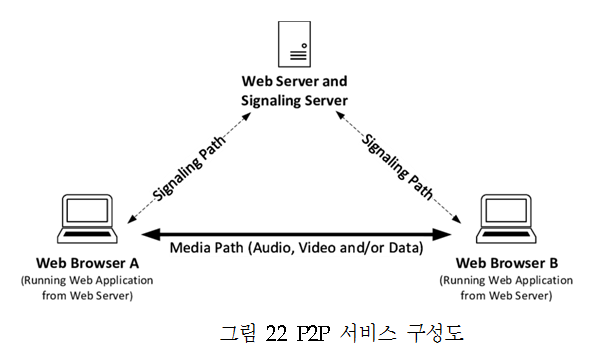 Web Server and
Signaling Server
Signaling Path
Signaling Path
Media Path (Audio, Video and/or Data)
Web Browser A
(Running Web Application
from Web Server)
Web Browser B
(Running Web Application
from Web Server)
그림 22 P2P 서비스 구성도